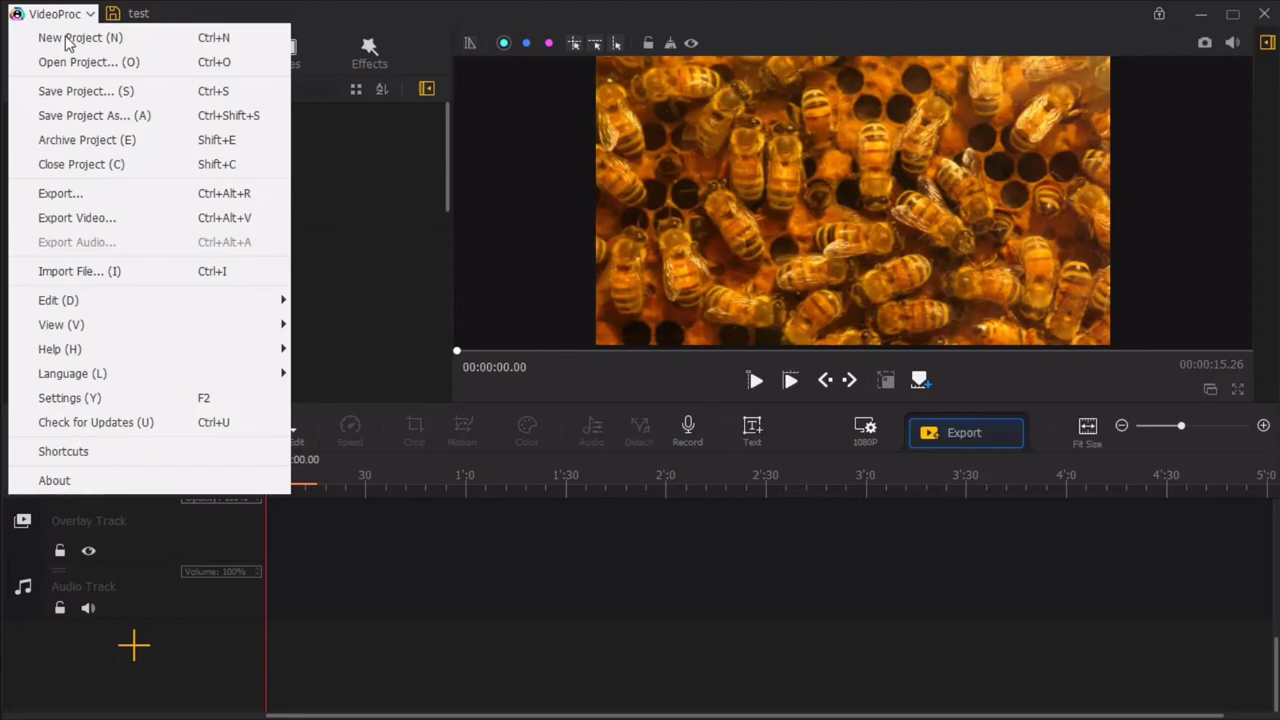 VideoProc
test
New Project (N) Ctrl+N
Open Project... (O) Ctrl+O
Save Project... (S) Ctrl+S
Save Project As... (A) Ctrl+Shift+S
Archive Project (E) Shift+E
Close Project (C) Shift+C
Export... Ctrl+Alt+R
Export Video... Ctrl+Alt+V
Export Audio... Ctrl+Alt+A
Import File... (I) Ctrl+I
Edit (D)
View (V)
Help (H)
Language (L)
Settings (Y) F2
Check for Updates (U) Ctrl+U
Shortcuts
About
Effects
00:00:00.00
00:00:15.26
Speed
Crop
Motion
Color
Audio
Detach
Record
Text
1080P
Export
Fit Size
30 1'0 1'30 2'0 2'30 3'0 3'30 4'0 4'30 5'0
Overlay Track
Volume: 100%
Audio Track